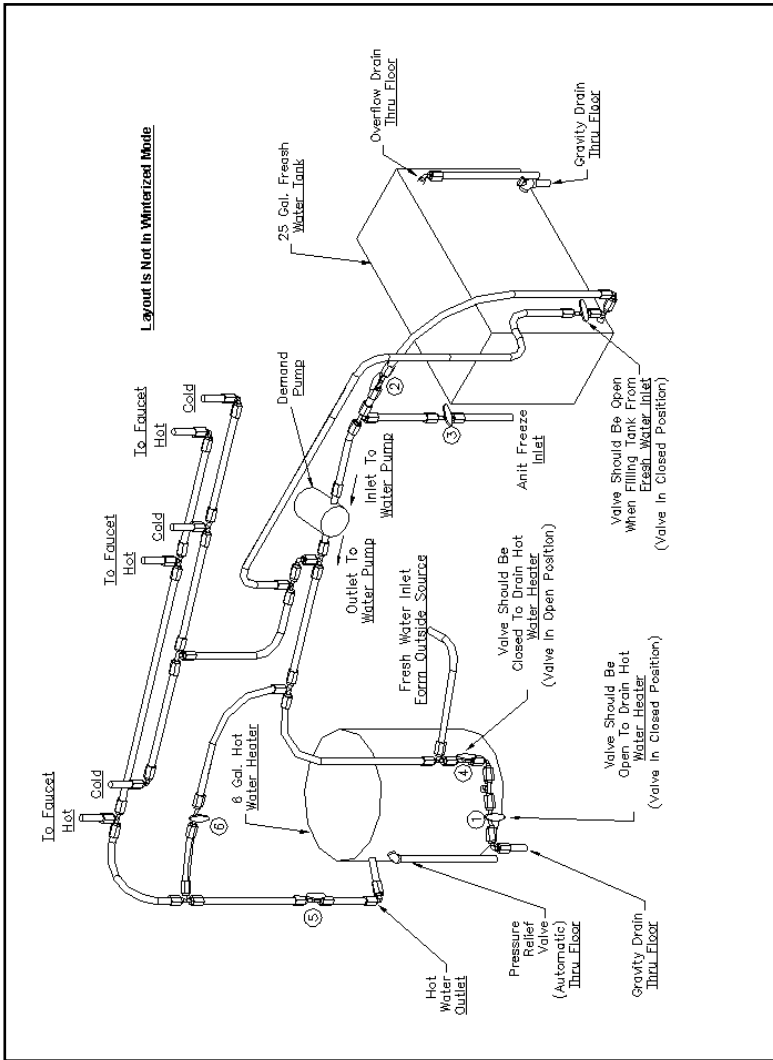 Layout Is Not In Winterized Mode
To Faucet
Hot
Cold
To Faucet
Hot
Cold
To Faucet
Hot
Cold
Overflow Drain
Thru Floor
25 Gal. Freash
Water Tank
Gravity Drain
Thru Floor
Demand
Pump
Inlet To
Water Pump
Outlet To
Water Pump
2
3
Anit Freeze
Inlet
Valve Should Be Open
When Filling Tank From
Fresh Water Inlet
(Valve In Closed Position)
Fresh Water Inlet
Form Outside Source
6 Gal. Hot
Water Heater
6
5
4
1
Valve Should Be
Closed To Drain Hot
Water Heater
(Valve In Open Position)
Valve Should Be
Open To Drain Hot
Water Heater
(Valve In Closed Position)
Hot
Water
Outlet
Pressure
Relief
Valve
(Automatic)
Thru Floor
Gravity Drain
Thru Floor